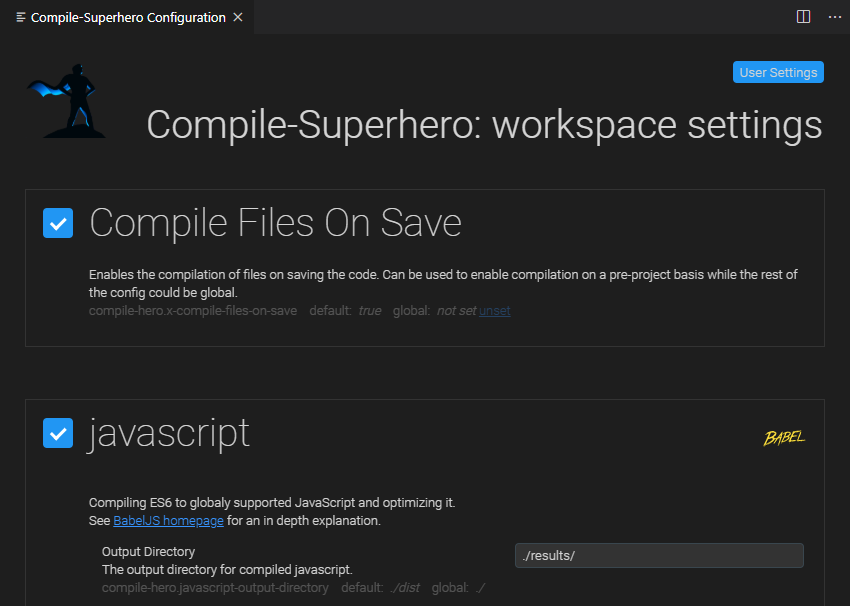 Compile-Superhero Configuration
User Settings
Compile-Superhero: workspace settings
Compile Files On Save
Enables the compilation of files on saving the code. Can be used to enable compilation on a pre-project basis while the rest of
the config could be global.
compile-hero.x-compile-files-on-save default: true global: not set unset
javascript
BABEL
Compiling ES6 to globaly supported JavaScript and optimizing it.
See BabelJS homepage for an in depth explanation.
Output Directory
./results/
The output directory for compiled javascript.
compile-hero.javascript-output-directory default: ./dist global: ./